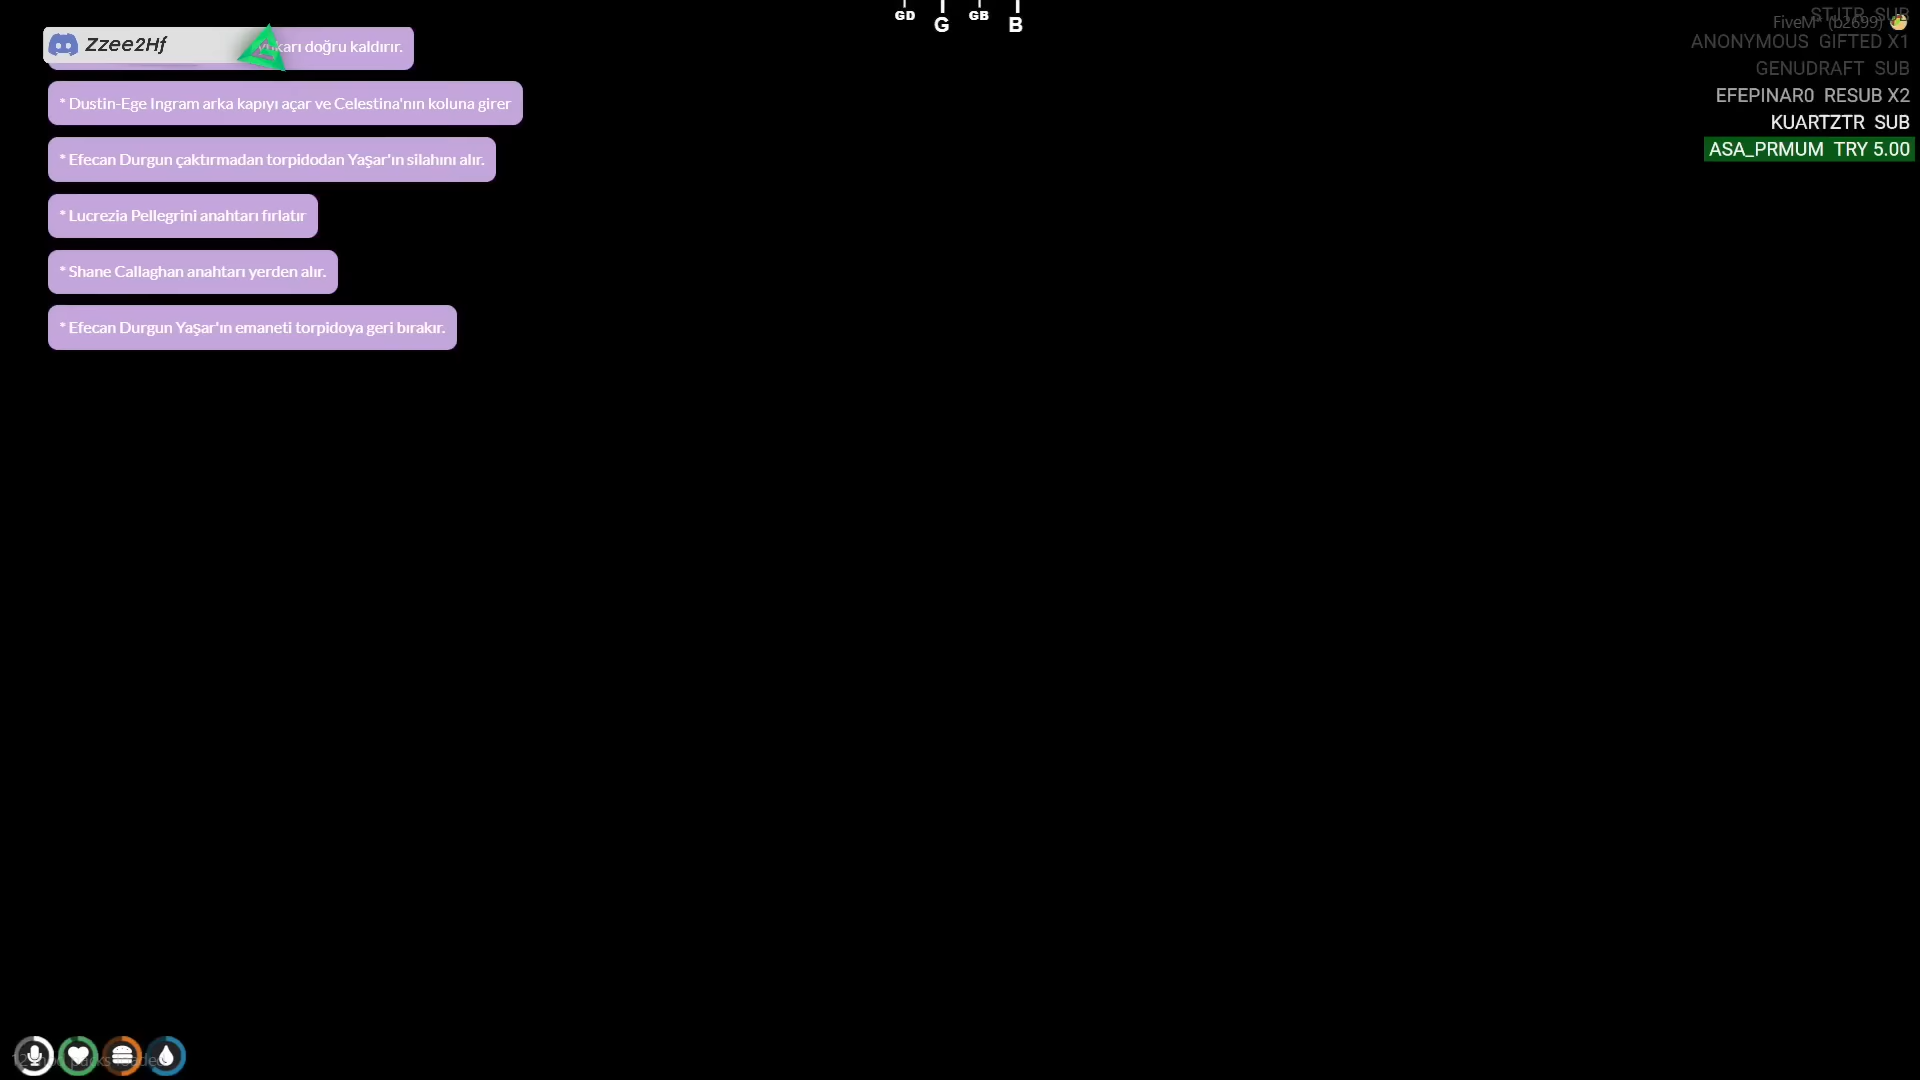 Zzee2Hf
yukarı doğru kaldırır.
* Dustin-Ege Ingram arka kapıyı açar ve Celestina'nın koluna girer
* Efecan Durgun çaktırmadan torpidodan Yaşar'ın silahını alır.
* Lucrezia Pellegrini anahtarı fırlatır
* Shane Callaghan anahtarı yerden alır.
* Efecan Durgun Yaşar'ın emaneti torpidoya geri bırakır.
GD G GB B
STJTR SUB
FiveM* (b2699)
ANONYMOUS GIFTED X1
GENUDRAFT SUB
EFEPINAR0 RESUB X2
KUARTZTR SUB
ASA_PRMUM TRY 5.00